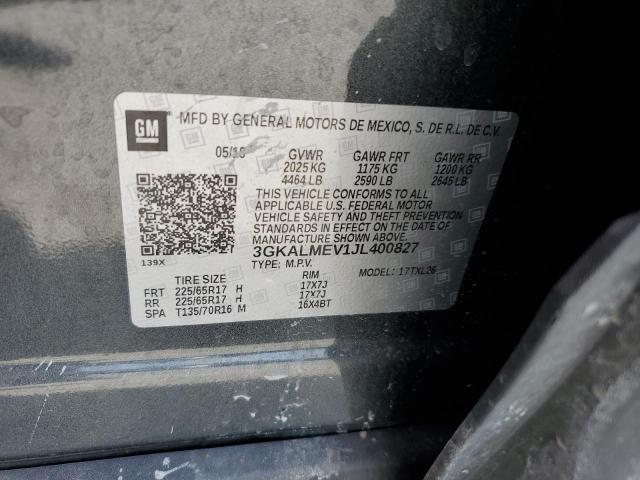 GM
MFD BY GENERAL MOTORS DE MEXICO, S. DE R.L. DE C.V.
05/18 GVWR GAWR FRT GAWR RR
2025 KG 1175 KG 1200 KG
4464 LB 2590 LB 2645 LB
THIS VEHICLE CONFORMS TO ALL
APPLICABLE U.S. FEDERAL MOTOR
VEHICLE SAFETY AND THEFT PREVENTION
STANDARDS IN EFFECT ON THE DATE OF
MANUFACTURE SHOWN ABOVE.
3GKALMEV1JL400827
139X TYPE: M.P.V. MODEL: 17TXL26
TIRE SIZE RIM
FRT 225/65R17 H 17X7J
RR 225/65R17 H 17X7J
SPA T135/70R16 M 16X4BT